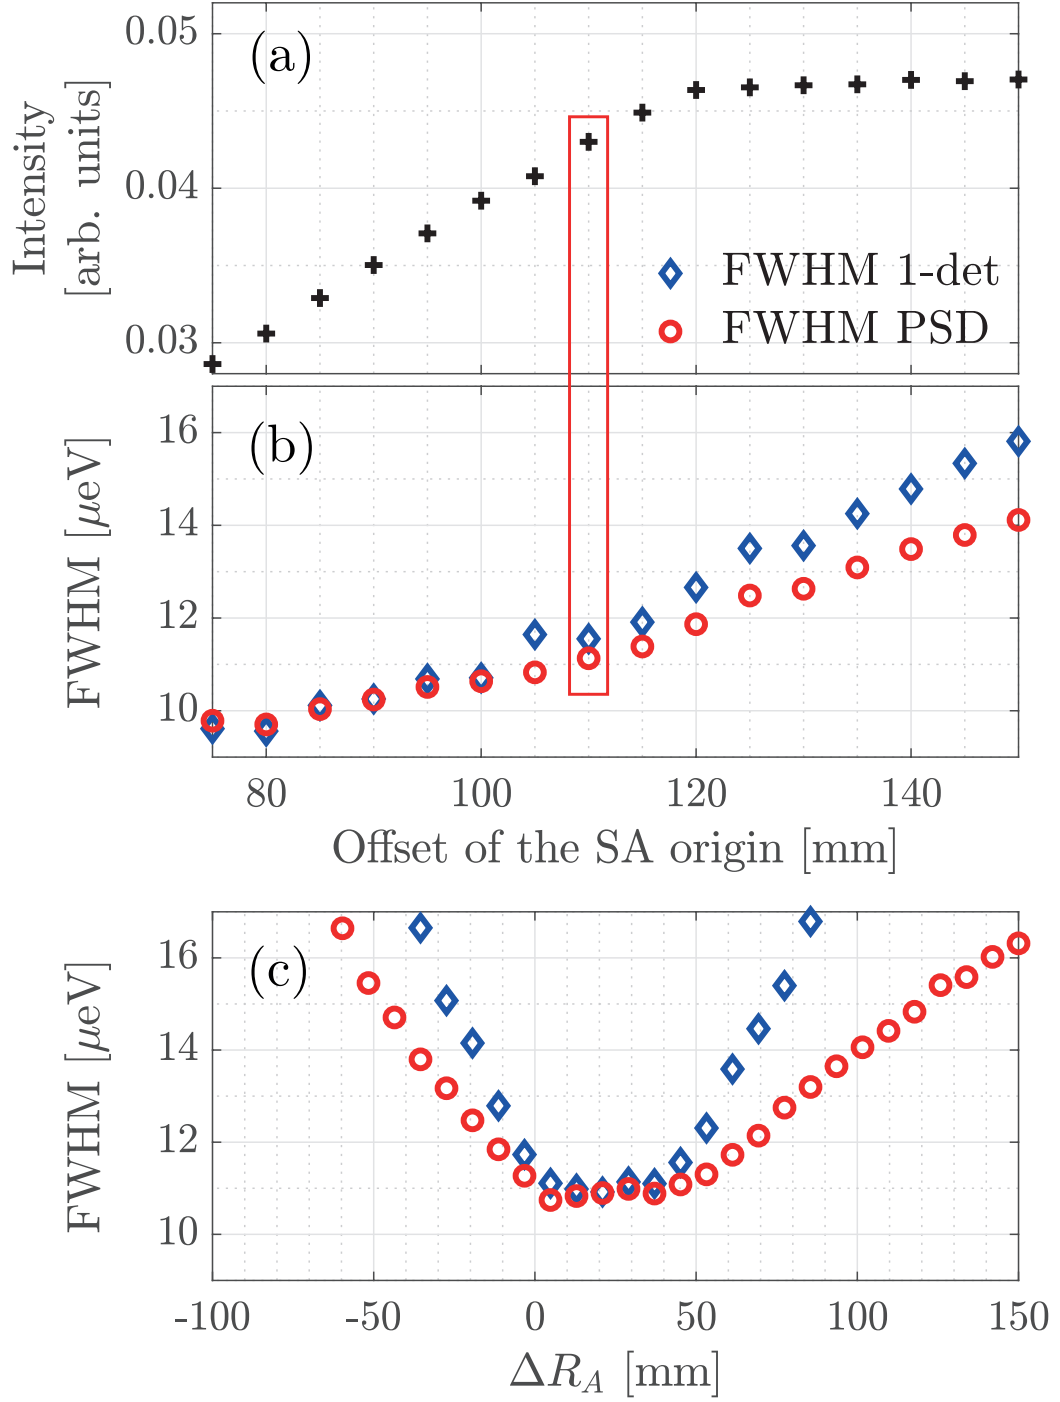 (a)
0.05
0.04
0.03
Intensity
[arb. units]
FWHM 1-det
FWHM PSD
(b)
16
14
12
10
FWHM [μeV]
80 100 120 140
Offset of the SA origin [mm]
(c)
16
14
12
10
FWHM [μeV]
-100 -50 0 50 100 150
ΔR_A [mm]